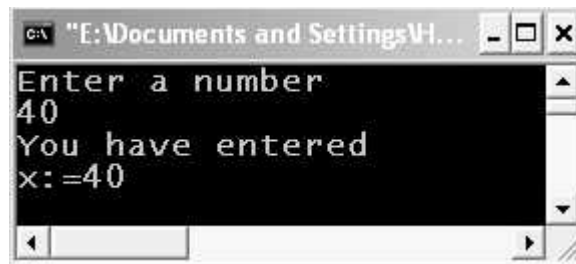 "E:\Documents and Settings\H...
Enter a number
40
You have entered
x:=40